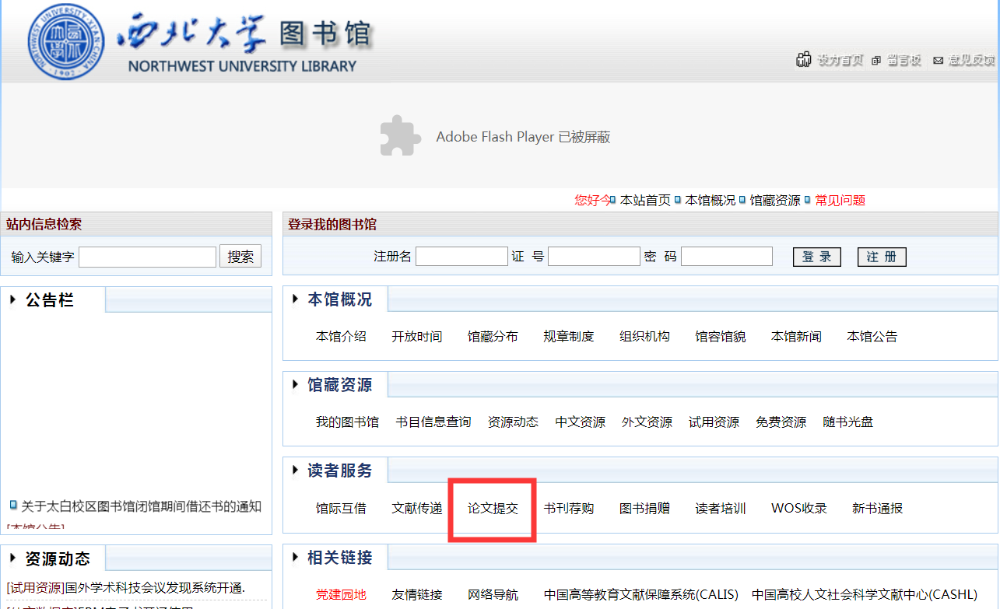 西北大学 图书馆
NORTHWEST UNIVERSITY LIBRARY
设为首页 留言板 意见反馈
Adobe Flash Player 已被屏蔽
您好今 本站首页 本馆概况 馆藏资源 常见问题
站内信息检索
输入关键字 搜索
登录我的图书馆
注册名 证 号 密 码 登 录 注 册
公告栏
关于太白校区图书馆闭馆期间借还书的通知
[本馆公告]
资源动态
[试用资源]国外学术科技会议发现系统开通.
本馆概况
本馆介绍 开放时间 馆藏分布 规章制度 组织机构 馆容馆貌 本馆新闻 本馆公告
馆藏资源
我的图书馆 书目信息查询 资源动态 中文资源 外文资源 试用资源 免费资源 随书光盘
读者服务
馆际互借 文献传递 论文提交 书刊荐购 图书捐赠 读者培训 WOS收录 新书通报
相关链接
党建园地 友情链接 网络导航 中国高等教育文献保障系统(CALIS) 中国高校人文社会科学文献中心(CASHL)